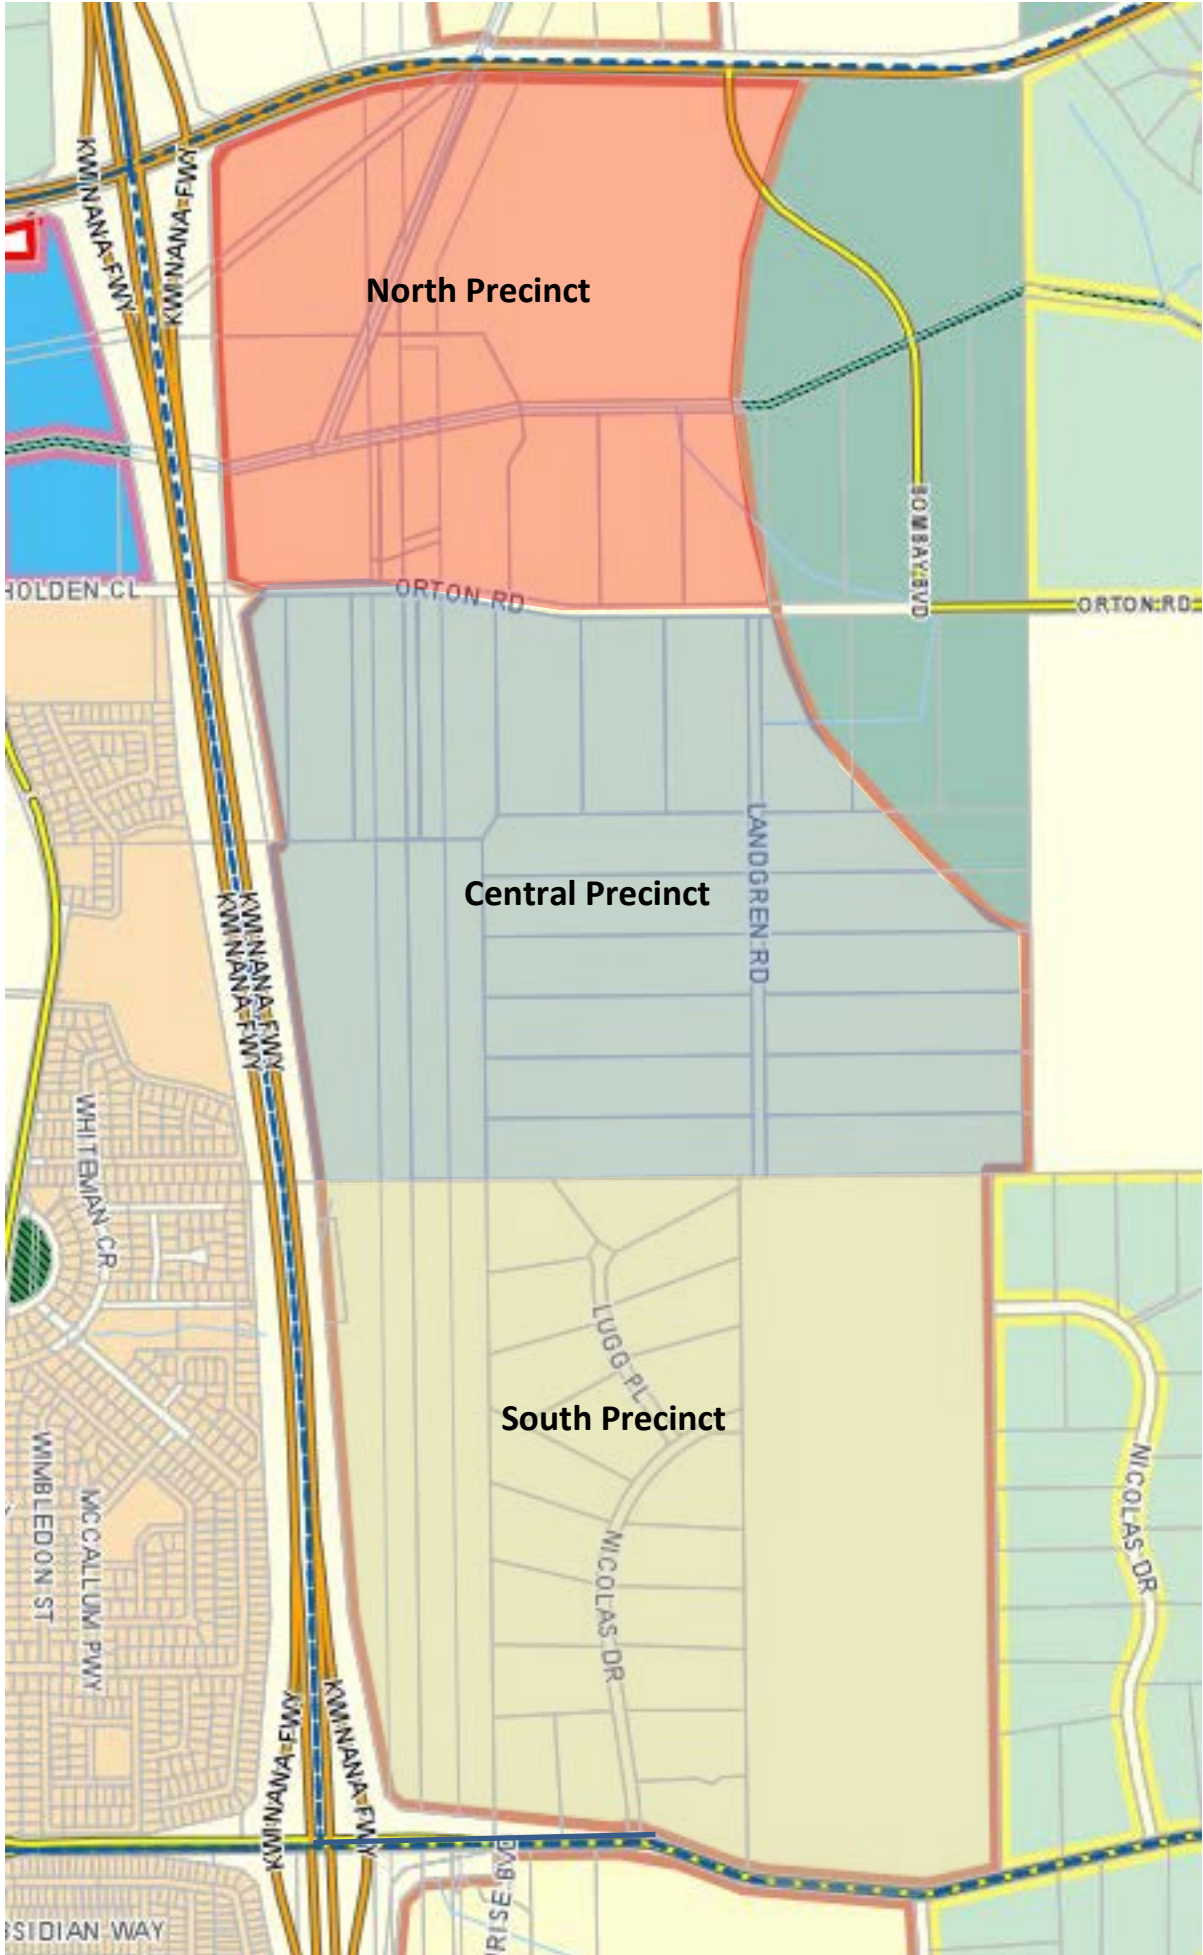 KWINANA FWY
KWINANA FWY
North Precinct
BOMBAY BVD
HOLDEN CL
ORTON RD
ORTON RD
LANDGREN RD
Central Precinct
KWINANA FWY
KWINANA FWY
WHITEMAN CR
LUGG PL
South Precinct
NICOLAS DR
WIMBLEDON ST
MCCALLUM PWY
NICOLAS DR
KWINANA FWY
KWINANA FWY
SIDIAN WAY